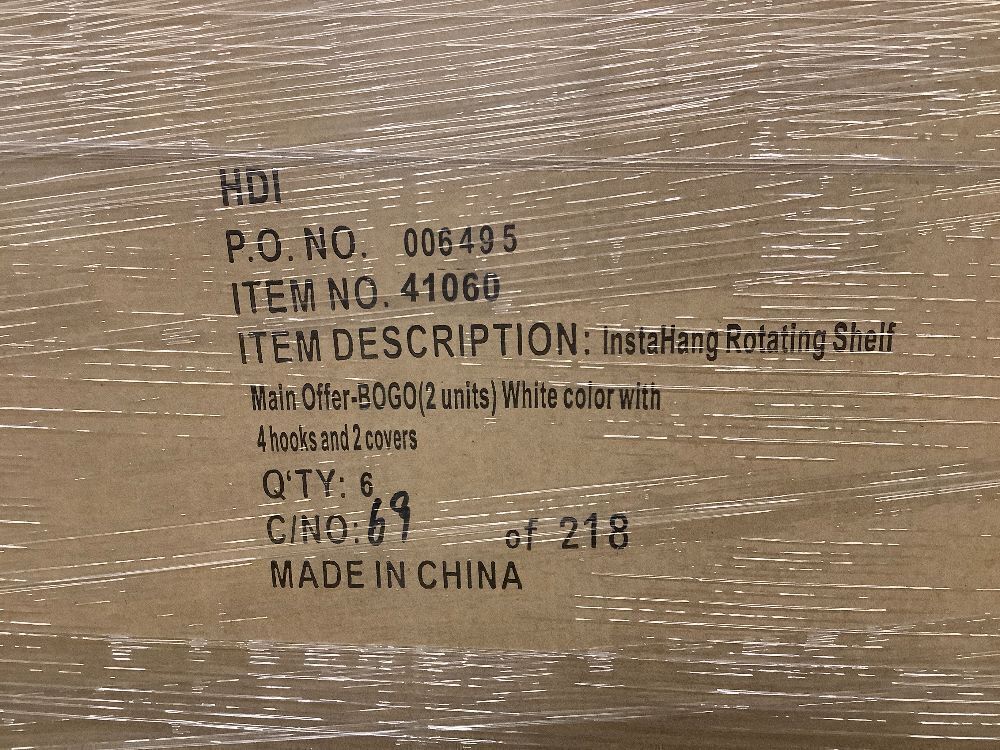 HDI
P.O. NO. 006495
ITEM NO. 41060
ITEM DESCRIPTION: InstaHang Rotating Shelf
Main Offer-BOGO(2 units) White color with
4 hooks and 2 covers
Q'TY: 6
C/NO: 69 of 218
MADE IN CHINA